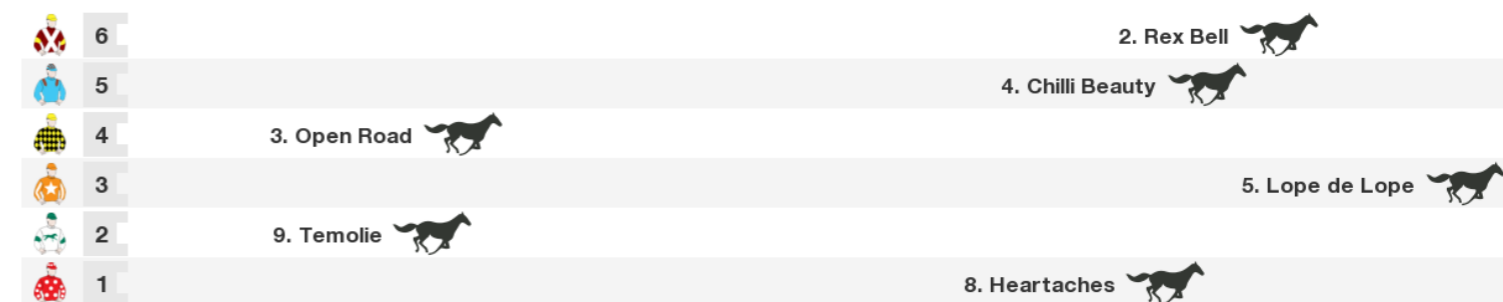 6 2. Rex Bell
5 4. Chilli Beauty
4 3. Open Road
3 5. Lope de Lope
2 9. Temolie
1 8. Heartaches